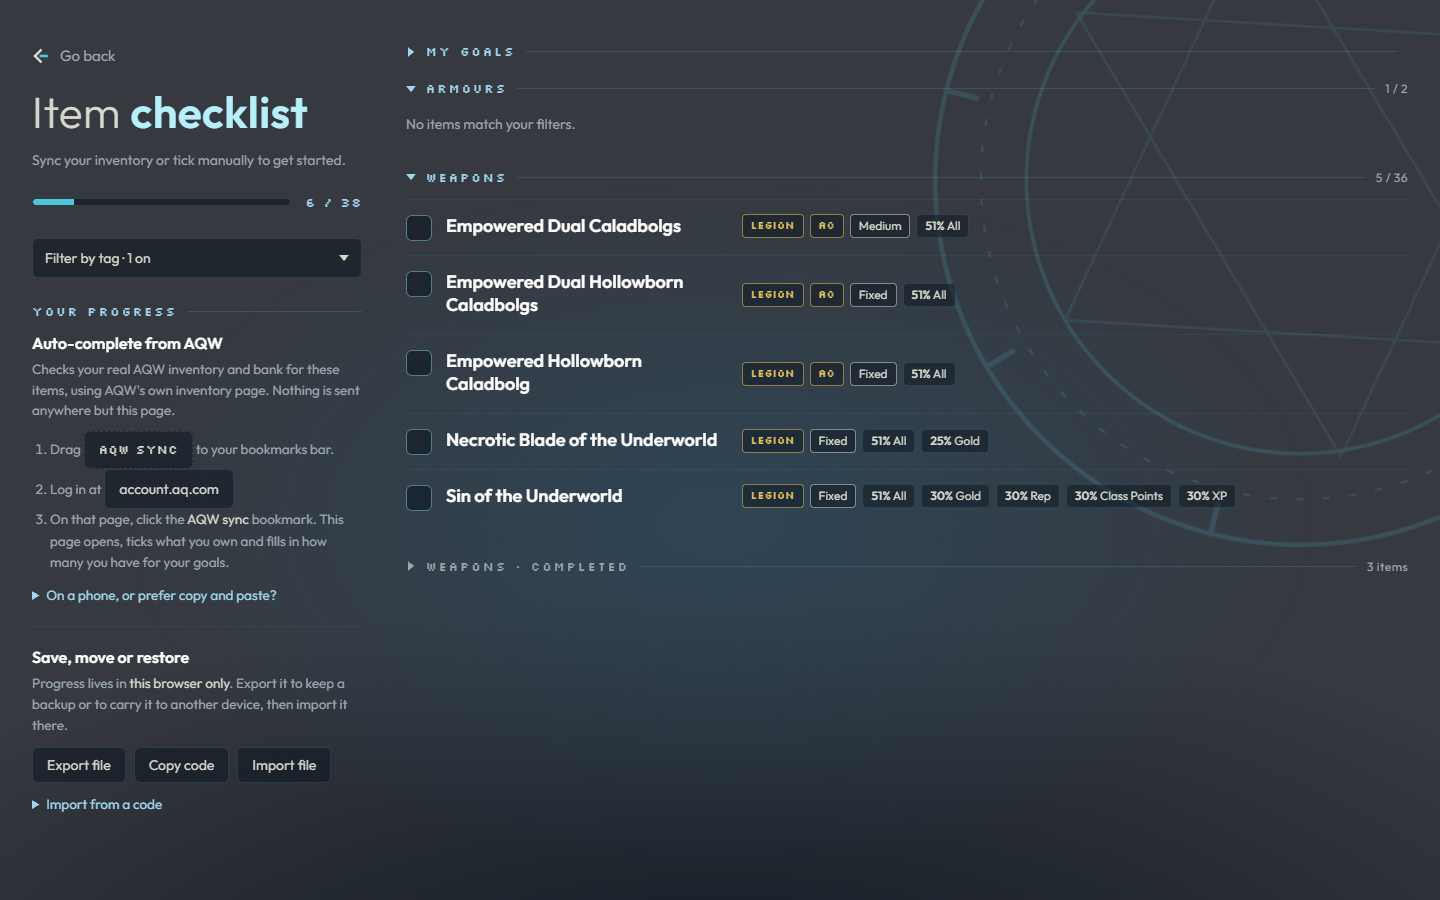 Go back
Item checklist
Sync your inventory or tick manually to get started.
6 / 38
Filter by tag · 1 on
YOUR PROGRESS
Auto-complete from AQW
Checks your real AQW inventory and bank for these
items, using AQW's own inventory page. Nothing is sent
anywhere but this page.
1. Drag AQW SYNC to your bookmarks bar.
2. Log in at account.aq.com
3. On that page, click the AQW sync bookmark. This
page opens, ticks what you own and fills in how
many you have for your goals.
On a phone, or prefer copy and paste?
Save, move or restore
Progress lives in this browser only. Export it to keep a
backup or to carry it to another device, then import it
there.
Export file Copy code Import file
Import from a code
MY GOALS
ARMOURS 1 / 2
No items match your filters.
WEAPONS 5 / 36
Empowered Dual Caladbolgs LEGION AC Medium 51% All
Empowered Dual Hollowborn
Caladbolgs LEGION AC Fixed 51% All
Empowered Hollowborn
Caladbolg LEGION AC Fixed 51% All
Necrotic Blade of the Underworld LEGION Fixed 51% All 25% Gold
Sin of the Underworld LEGION Fixed 51% All 30% Gold 30% Rep 30% Class Points 30% XP
WEAPONS · COMPLETED 3 items